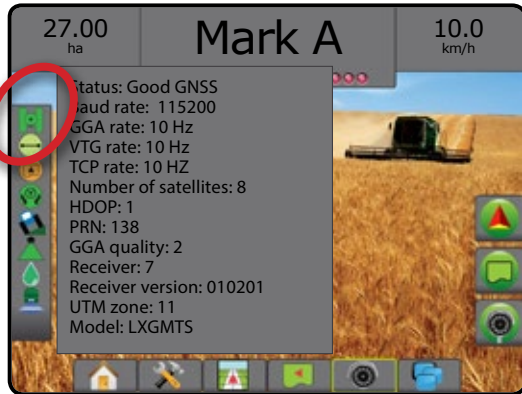 27.00
ha
Mark A
10.0
km/h
Status: Good GNSS
Baud rate: 115200
GGA rate: 10 Hz
VTG rate: 10 Hz
TCP rate: 10 HZ
Number of satellites: 8
HDOP: 1
PRN: 138
GGA quality: 2
Receiver: 7
Receiver version: 010201
UTM zone: 11
Model: LXGMTS